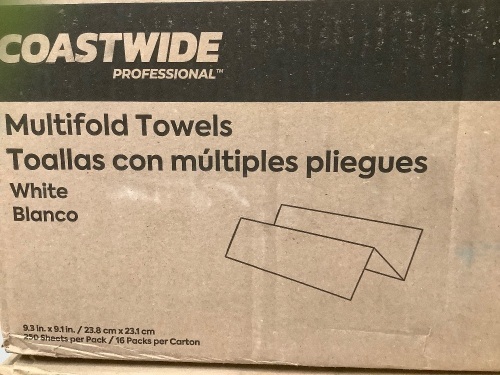 COASTWIDE
PROFESSIONAL™
Multifold Towels
Toallas con múltiples pliegues
White
Blanco
9.3 in. x 9.1 in. / 23.8 cm x 23.1 cm
250 Sheets per Pack / 16 Packs per Carton